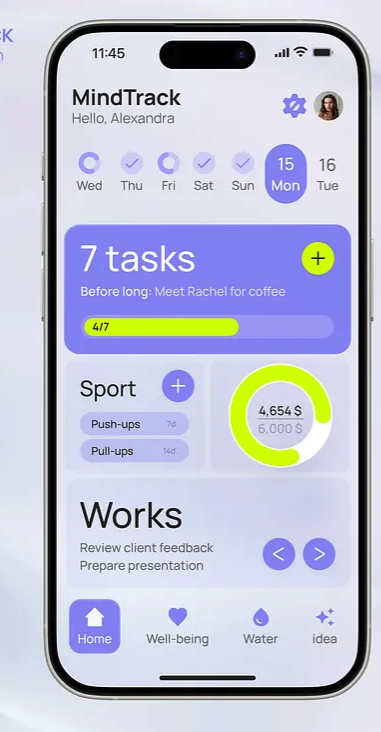 CK
n
11:45
MindTrack
Hello, Alexandra
15 16
Wed Thu Fri Sat Sun Mon Tue
7 tasks
+
Before long: Meet Rachel for coffee
4/7
Sport +
Push-ups 7d.
Pull-ups 14d.
4,654 $
6,000 $
Works
Review client feedback
Prepare presentation
< >
Home Well-being Water idea